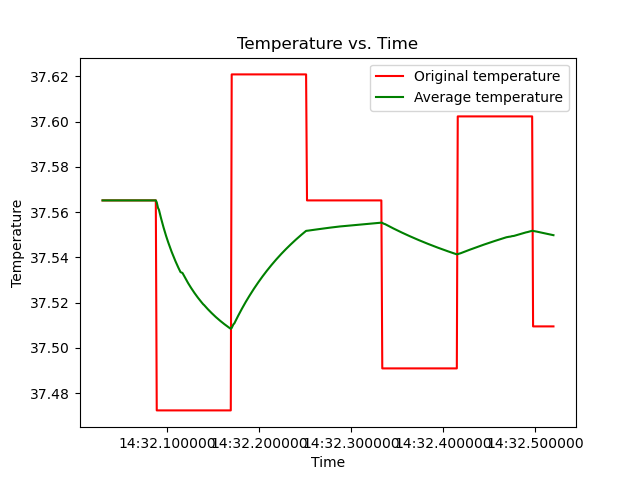 Temperature vs. Time
Original temperature
Average temperature
37.62
37.60
37.58
37.56
37.54
37.52
37.50
37.48
Temperature
14:32.100000
14:32.200000
14:32.300000
14:32.400000
14:32.500000
Time